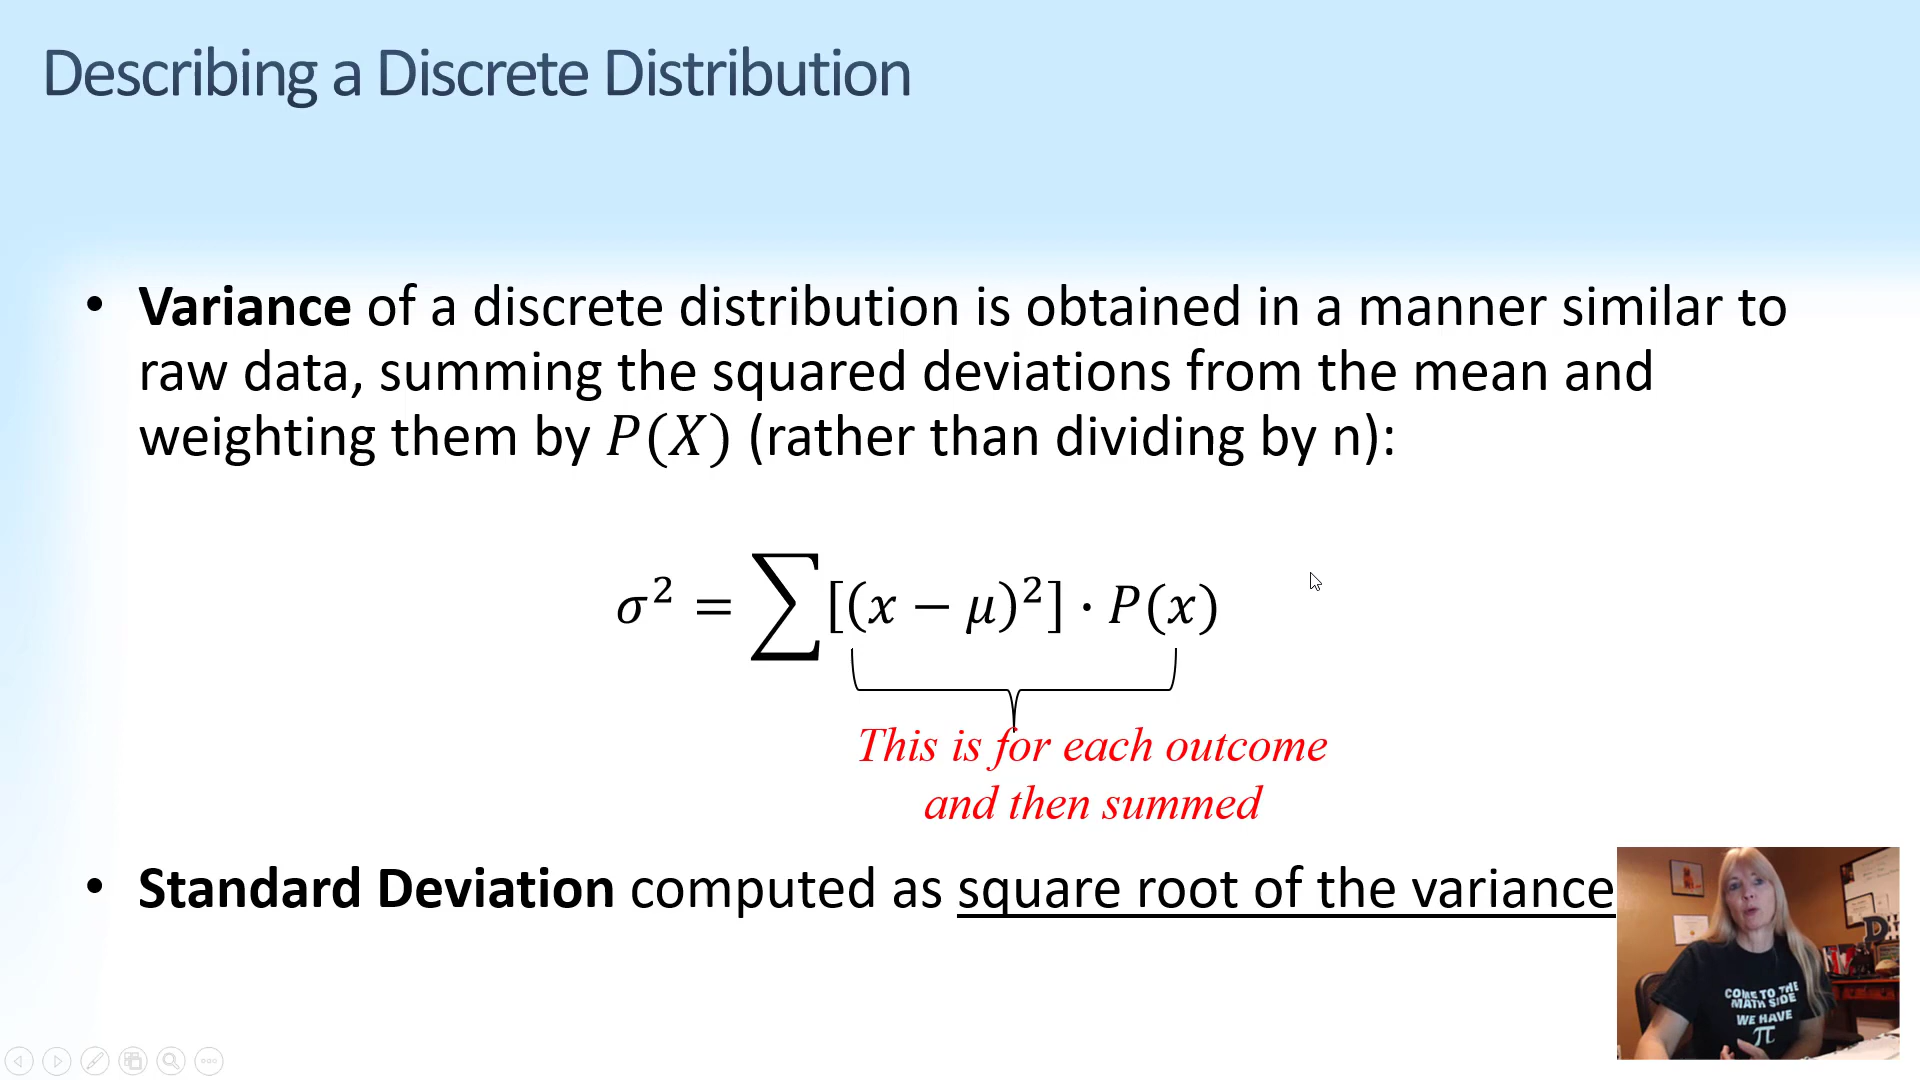 Describing a Discrete Distribution
• Variance of a discrete distribution is obtained in a manner similar to
raw data, summing the squared deviations from the mean and
weighting them by P(X) (rather than dividing by n):
σ² = ∑[(x − μ)²] · P(x)
This is for each outcome
and then summed
• Standard Deviation computed as square root of the variance
COME TO THE
MATH SIDE
WE HAVE
π